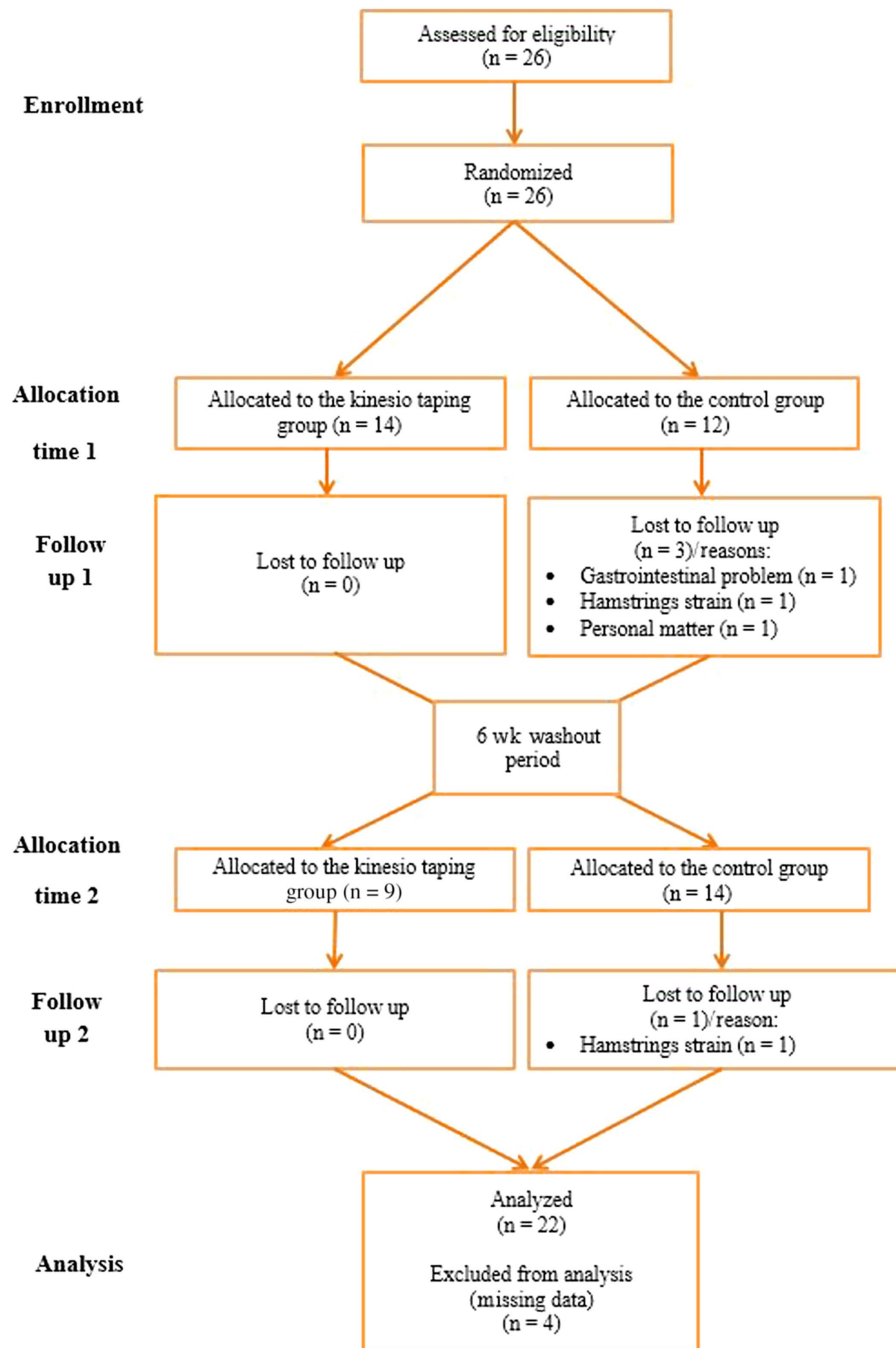 Assessed for eligibility
(n = 26)
Enrollment
Randomized
(n = 26)
Allocation
time 1
Allocated to the kinesio taping
group (n = 14)
Allocated to the control group
(n = 12)
Follow
up 1
Lost to follow up
(n = 0)
Lost to follow up
(n = 3)/reasons:
• Gastrointestinal problem (n = 1)
• Hamstrings strain (n = 1)
• Personal matter (n = 1)
6 wk washout
period
Allocation
time 2
Allocated to the kinesio taping
group (n = 9)
Allocated to the control group
(n = 14)
Follow
up 2
Lost to follow up
(n = 0)
Lost to follow up
(n = 1)/reason:
• Hamstrings strain (n = 1)
Analysis
Analyzed
(n = 22)
Excluded from analysis
(missing data)
(n = 4)